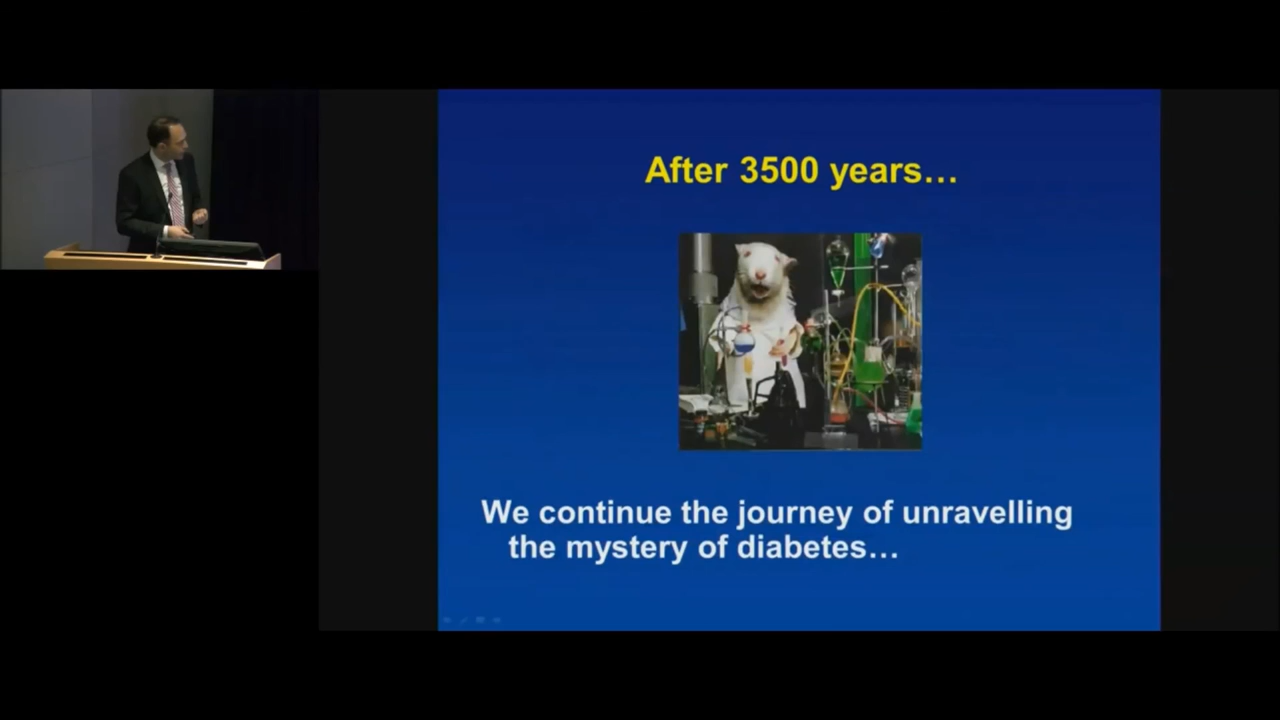 After 3500 years…
We continue the journey of unravelling
the mystery of diabetes…